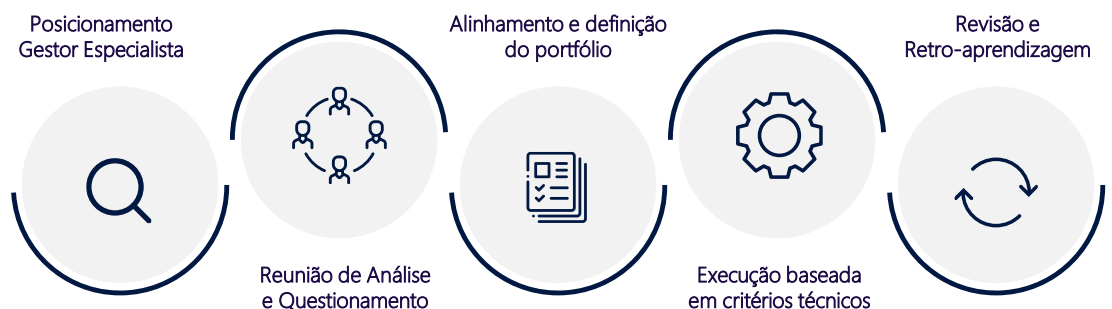 Posicionamento
Gestor Especialista
Reunião de Análise
e Questionamento
Alinhamento e definição
do portfólio
Execução baseada
em critérios técnicos
Revisão e
Retro-aprendizagem